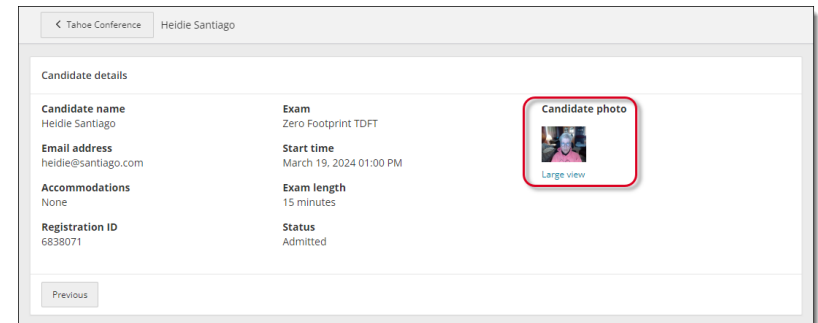 Tahoe Conference Heidie Santiago
Candidate details
Candidate name
Heidie Santiago
Email address
heidie@santiago.com
Accommodations
None
Registration ID
6838071
Exam
Zero Footprint TDFT
Start time
March 19, 2024 01:00 PM
Exam length
15 minutes
Status
Admitted
Candidate photo
Large view
Previous